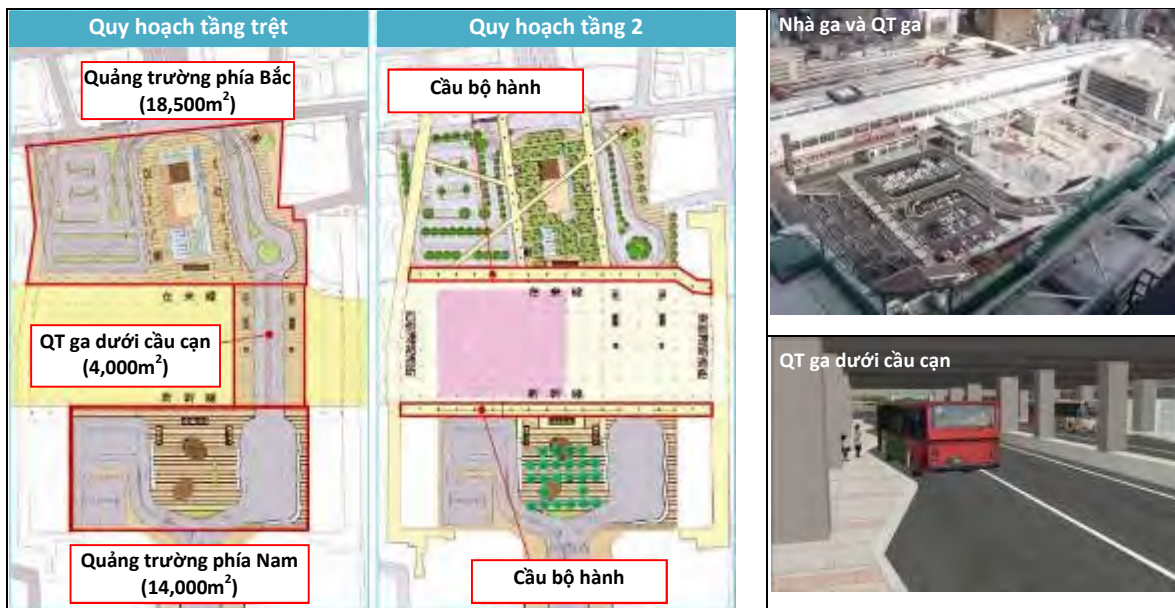 Quy hoạch tầng trệt
Quảng trường phía Bắc
(18,500m²)
QT ga dưới cầu cạn
(4,000m²)
Quảng trường phía Nam
(14,000m²)
Quy hoạch tầng 2
Cầu bộ hành
Cầu bộ hành
Nhà ga và QT ga
QT ga dưới cầu cạn